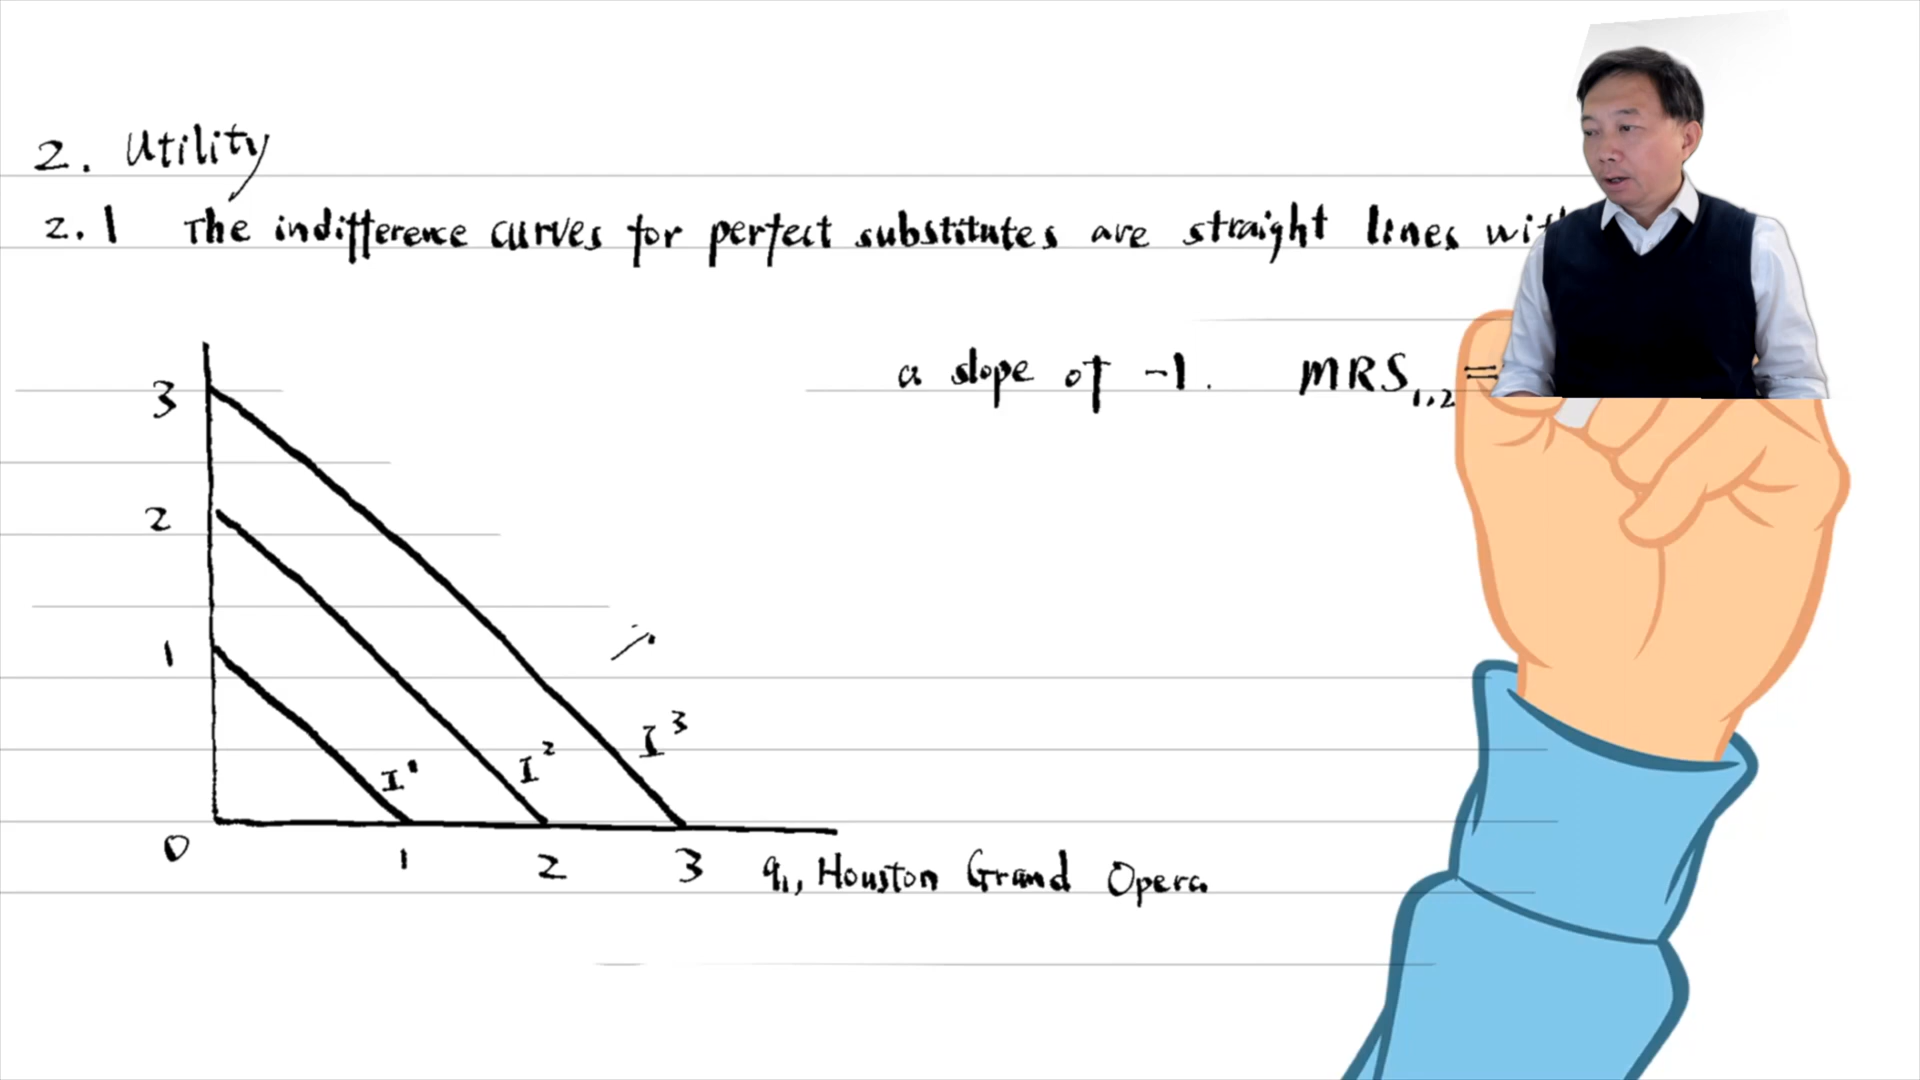 2. Utility
2.1 The indifference curves for perfect substitutes are straight lines
a slope of -1. MRS1,2 =
3
2
1
I1
I2
I3
0
1 2 3 q1, Houston Grand Opera